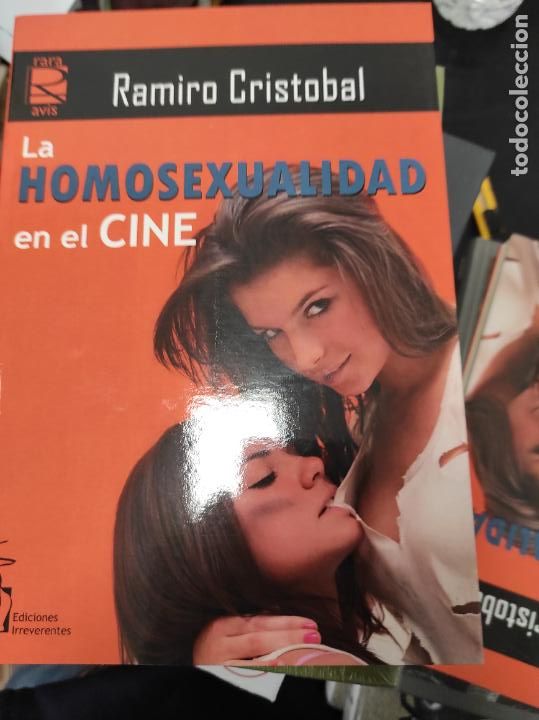 rara
avis
Ramiro Cristobal
La
HOMOSEXUALIDAD
en el CINE
Ediciones
Irreverentes
todocoleccion